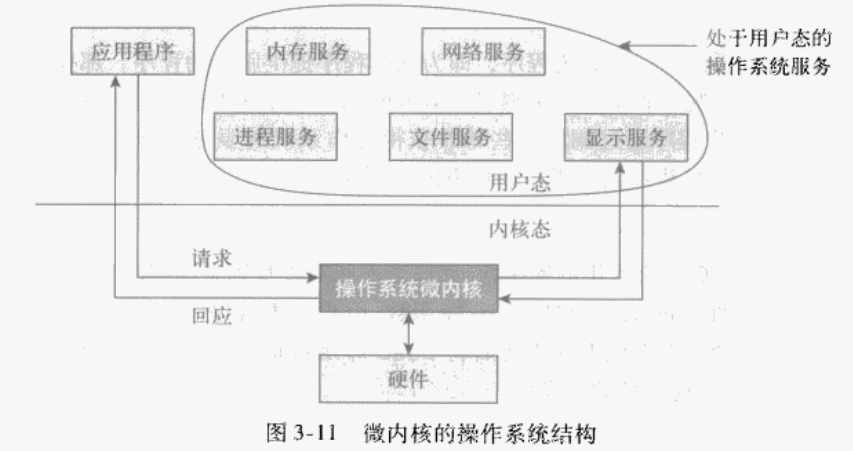 应用程序
内存服务
网络服务
处于用户态的
操作系统服务
进程服务
文件服务
显示服务
用户态
内核态
请求
操作系统微内核
回应
硬件
图 3-11 微内核的操作系统结构